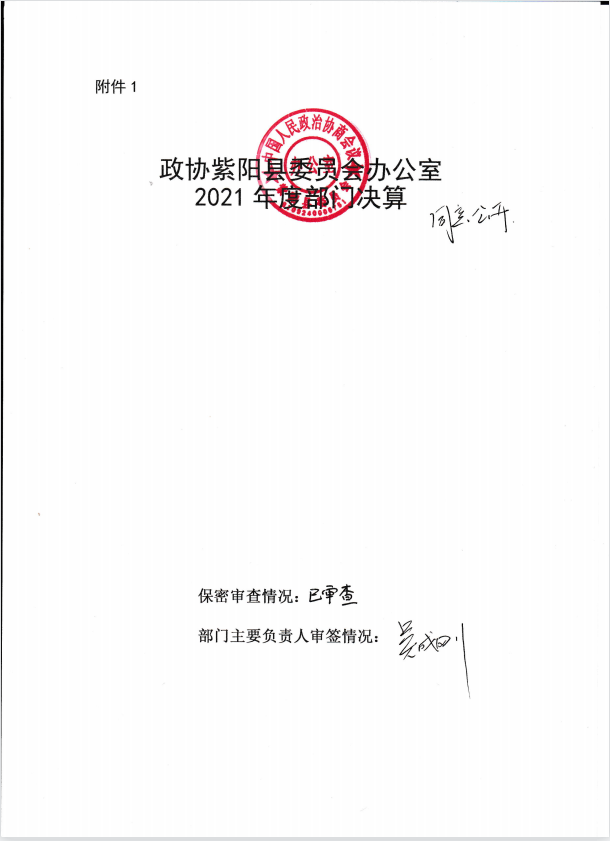 附件 1
政协紫阳县委员会办公室
2021 年度部门决算
同意公开.
保密审查情况：已审查
部门主要负责人审签情况：